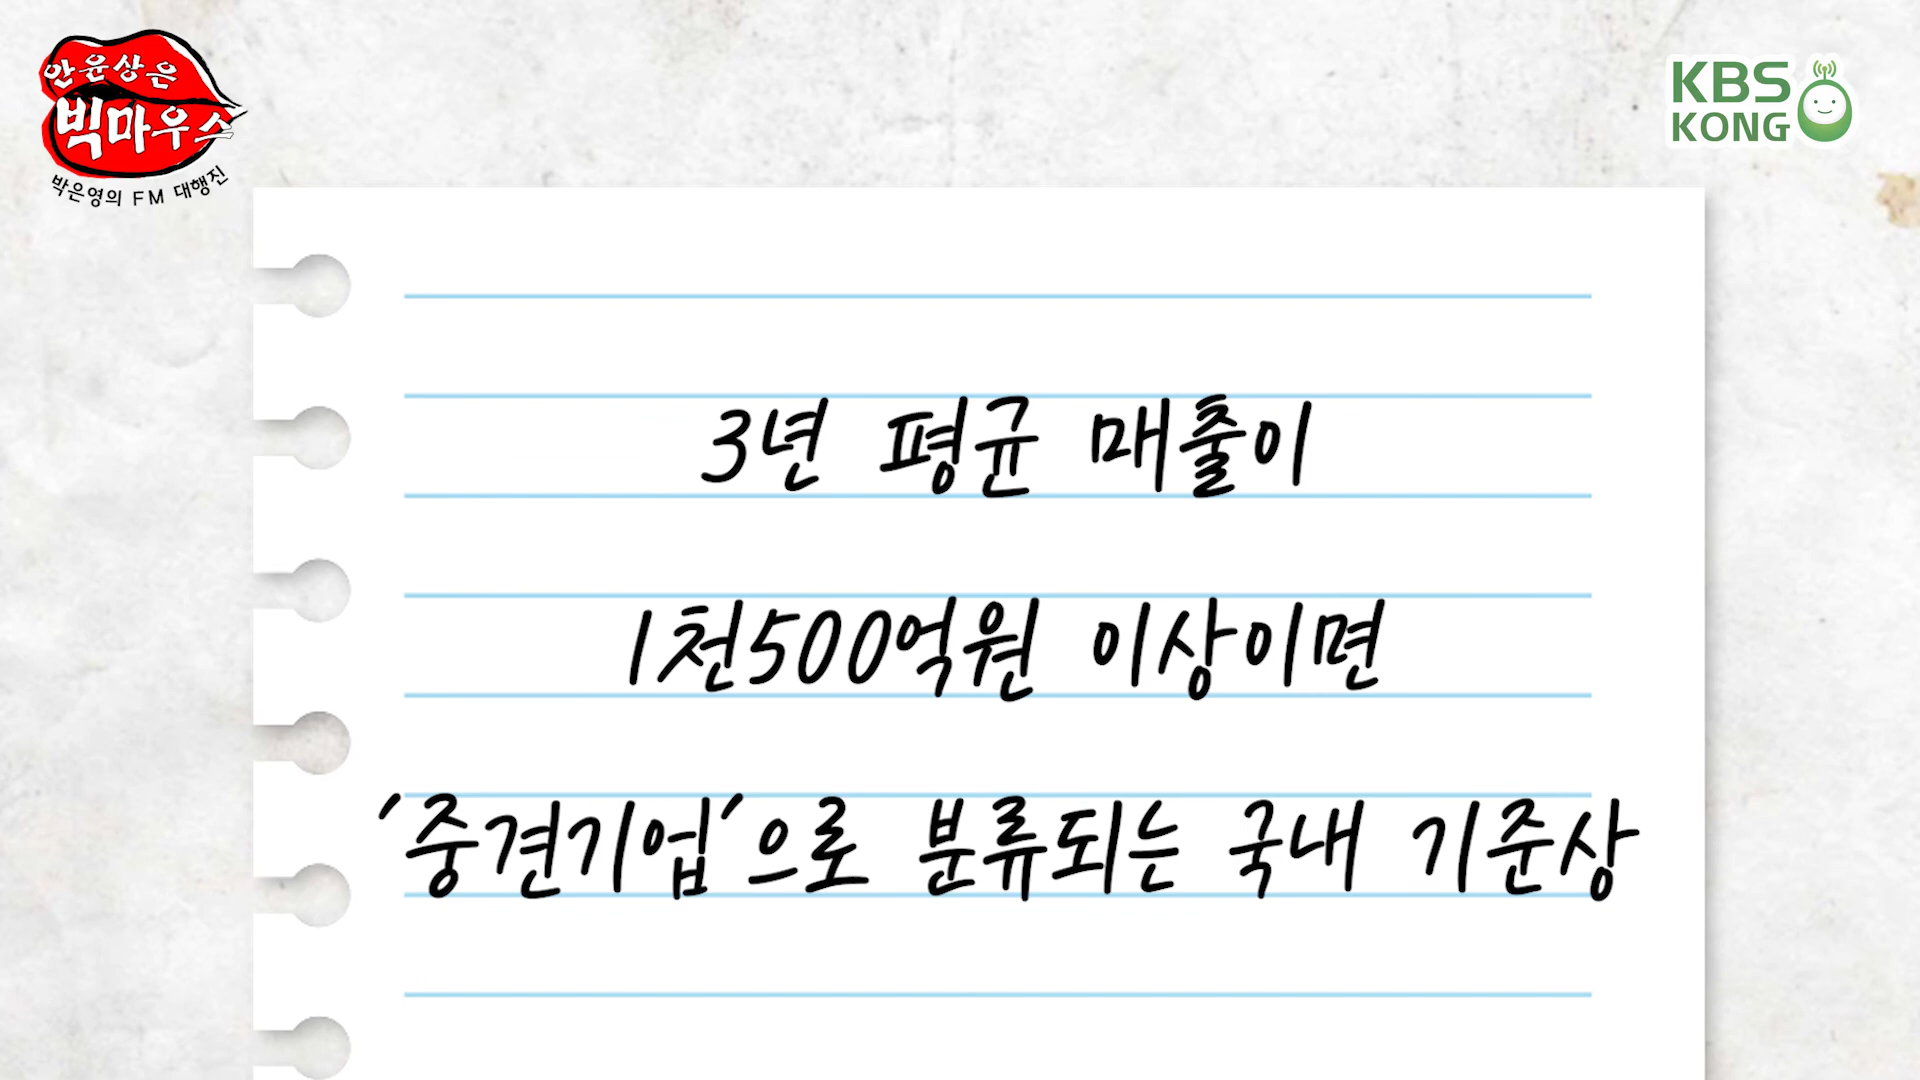 안윤상은
빅마우스
박은영의 FM 대행진
KBS
KONG
3년 평균 매출이
1천500억원 이상이면
'중견기업'으로 분류되는 국내 기준상